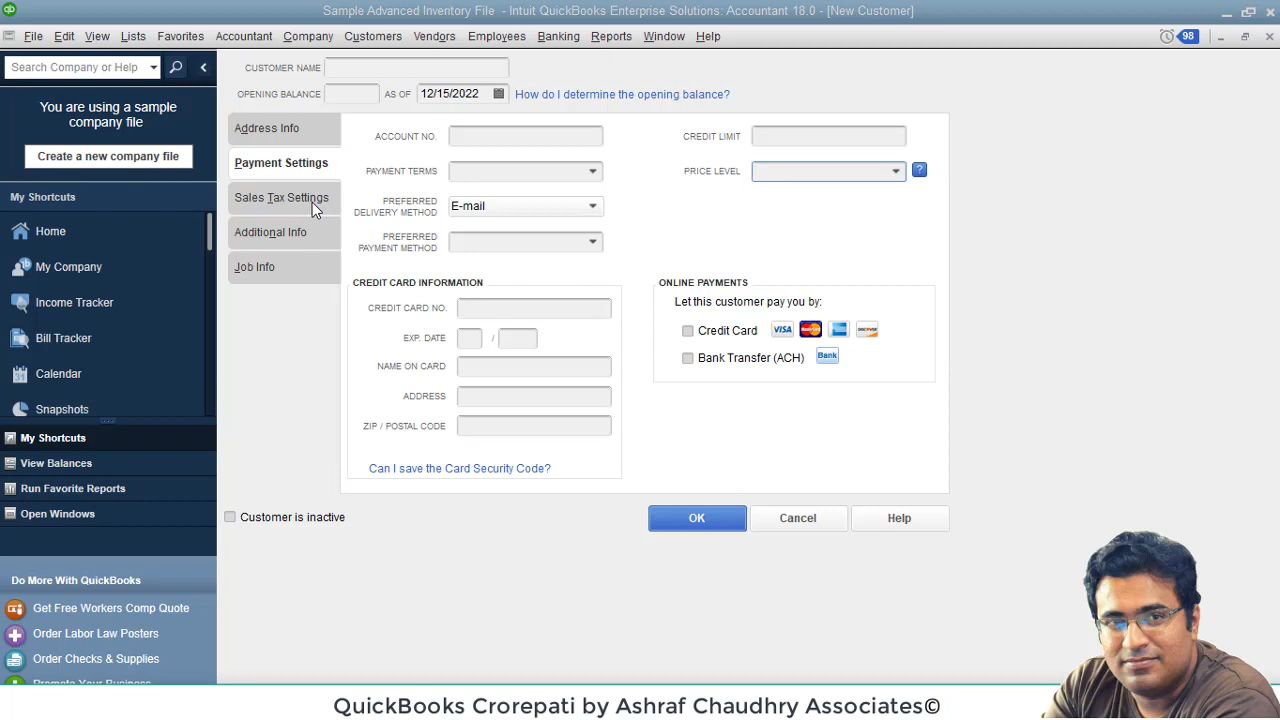 Sample Advanced Inventory File - Intuit QuickBooks Enterprise Solutions: Accountant 18.0 - [New Customer]
File Edit View Lists Favorites Accountant Company Customers Vendors Employees Banking Reports Window Help 98
Search Company or Help
You are using a sample
company file
Create a new company file
My Shortcuts
Home
My Company
Income Tracker
Bill Tracker
Calendar
Snapshots
My Shortcuts
View Balances
Run Favorite Reports
Open Windows
Do More With QuickBooks
Get Free Workers Comp Quote
Order Labor Law Posters
Order Checks & Supplies
Promote Your Business
CUSTOMER NAME
OPENING BALANCE AS OF 12/15/2022 How do I determine the opening balance?
Address Info
Payment Settings
Sales Tax Settings
Additional Info
Job Info
ACCOUNT NO. CREDIT LIMIT
PAYMENT TERMS PRICE LEVEL ?
PREFERRED
DELIVERY METHOD E-mail
PREFERRED
PAYMENT METHOD
CREDIT CARD INFORMATION
CREDIT CARD NO.
EXP. DATE /
NAME ON CARD
ADDRESS
ZIP / POSTAL CODE
Can I save the Card Security Code?
ONLINE PAYMENTS
Let this customer pay you by:
Credit Card VISA MasterCard DISCOVER
Bank Transfer (ACH) Bank
Customer is inactive
OK Cancel Help
QuickBooks Crorepati by Ashraf Chaudhry Associates©